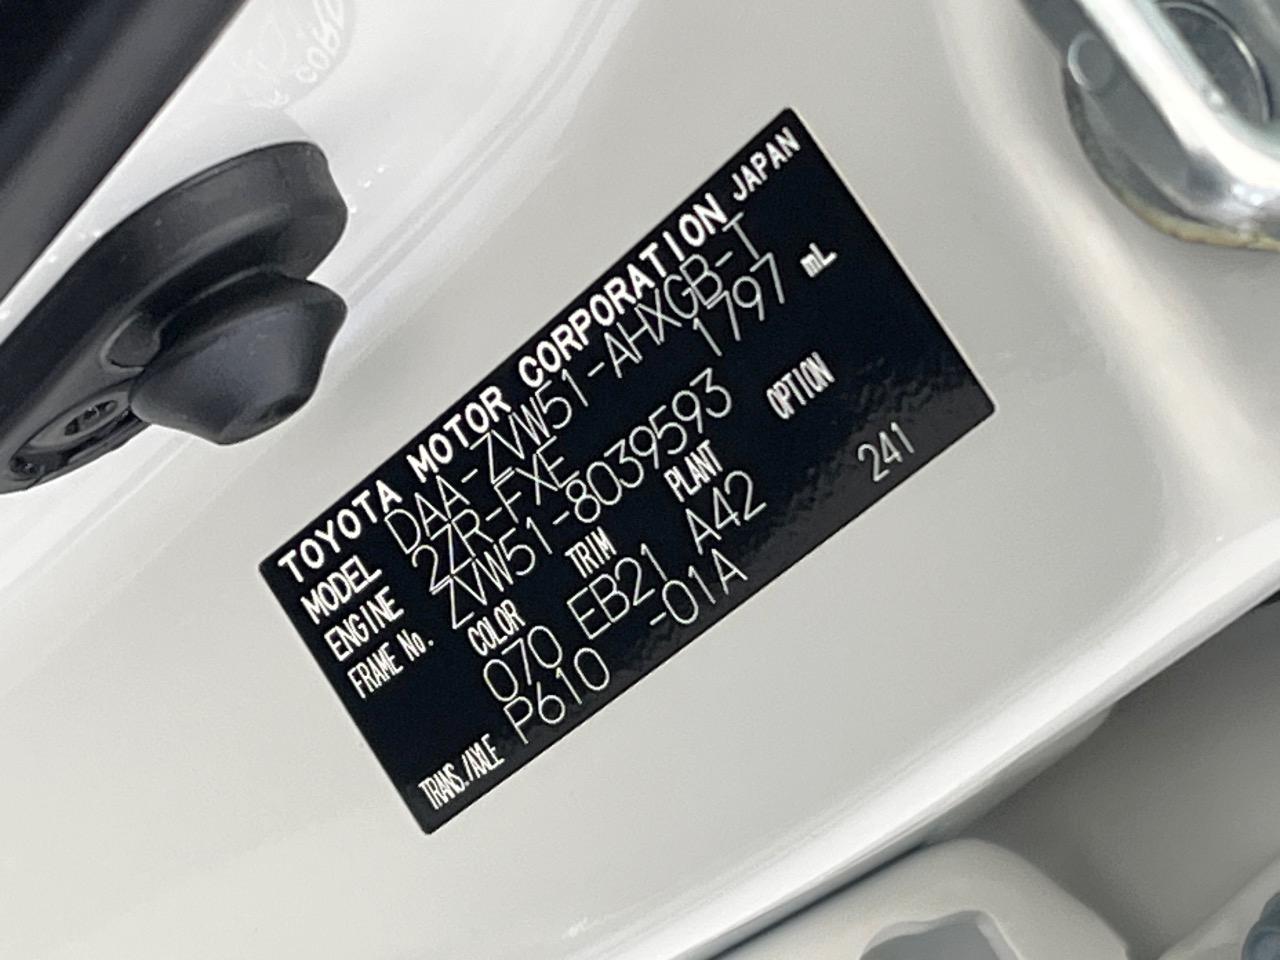 TOYOTA MOTOR CORPORATION JAPAN
MODEL DAA-ZVW51-AHXGB-T
ENGINE 2ZR-FXE 1797 mL
FRAME No. ZVW51-8039593
COLOR TRIM PLANT OPTION
070 EB21 A42 241
TRANS./AXLE P610 -01A